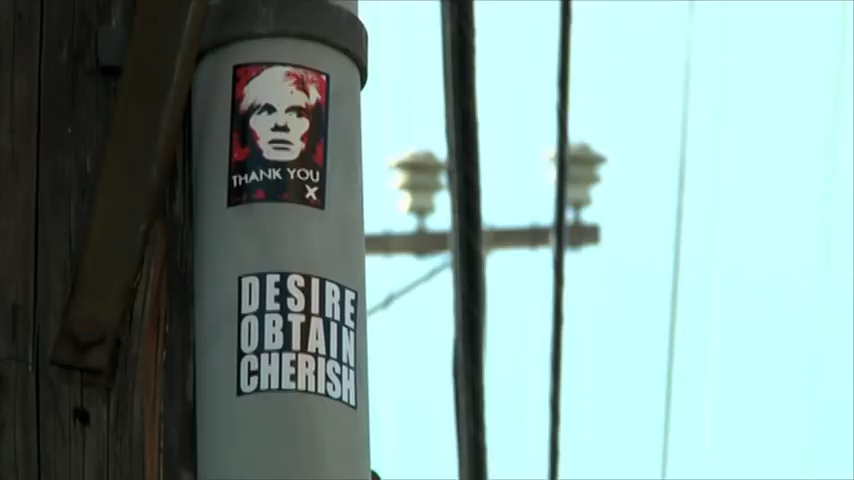 THANK YOU
X
DESIRE
OBTAIN
CHERISH